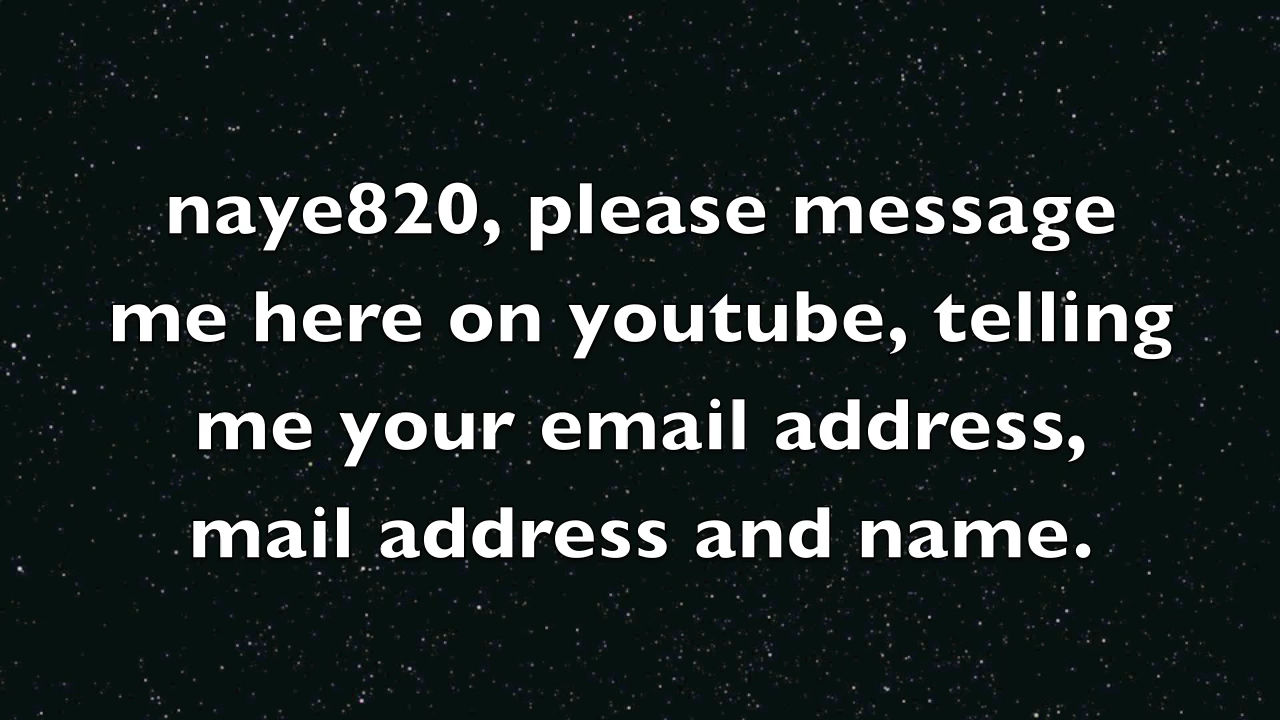 naye820, please message
me here on youtube, telling
me your email address,
mail address and name.